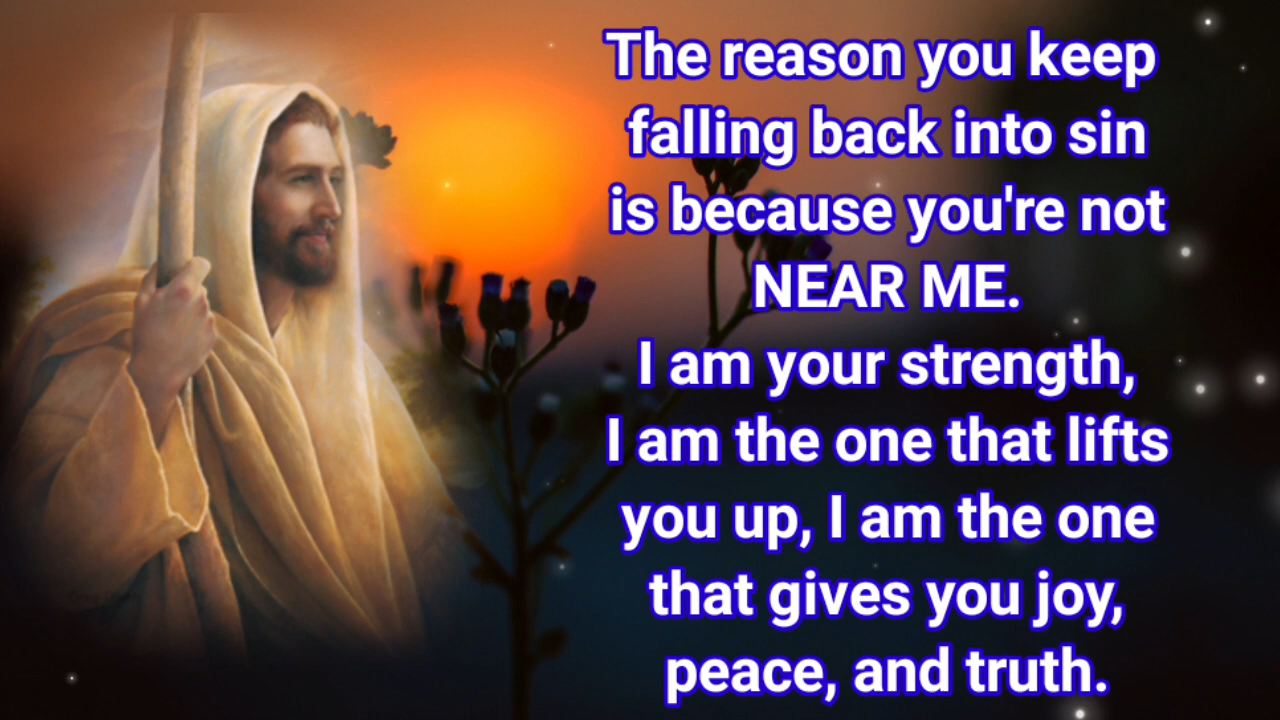 The reason you keep
falling back into sin
is because you're not
NEAR ME.
I am your strength,
I am the one that lifts
you up, I am the one
that gives you joy,
peace, and truth.